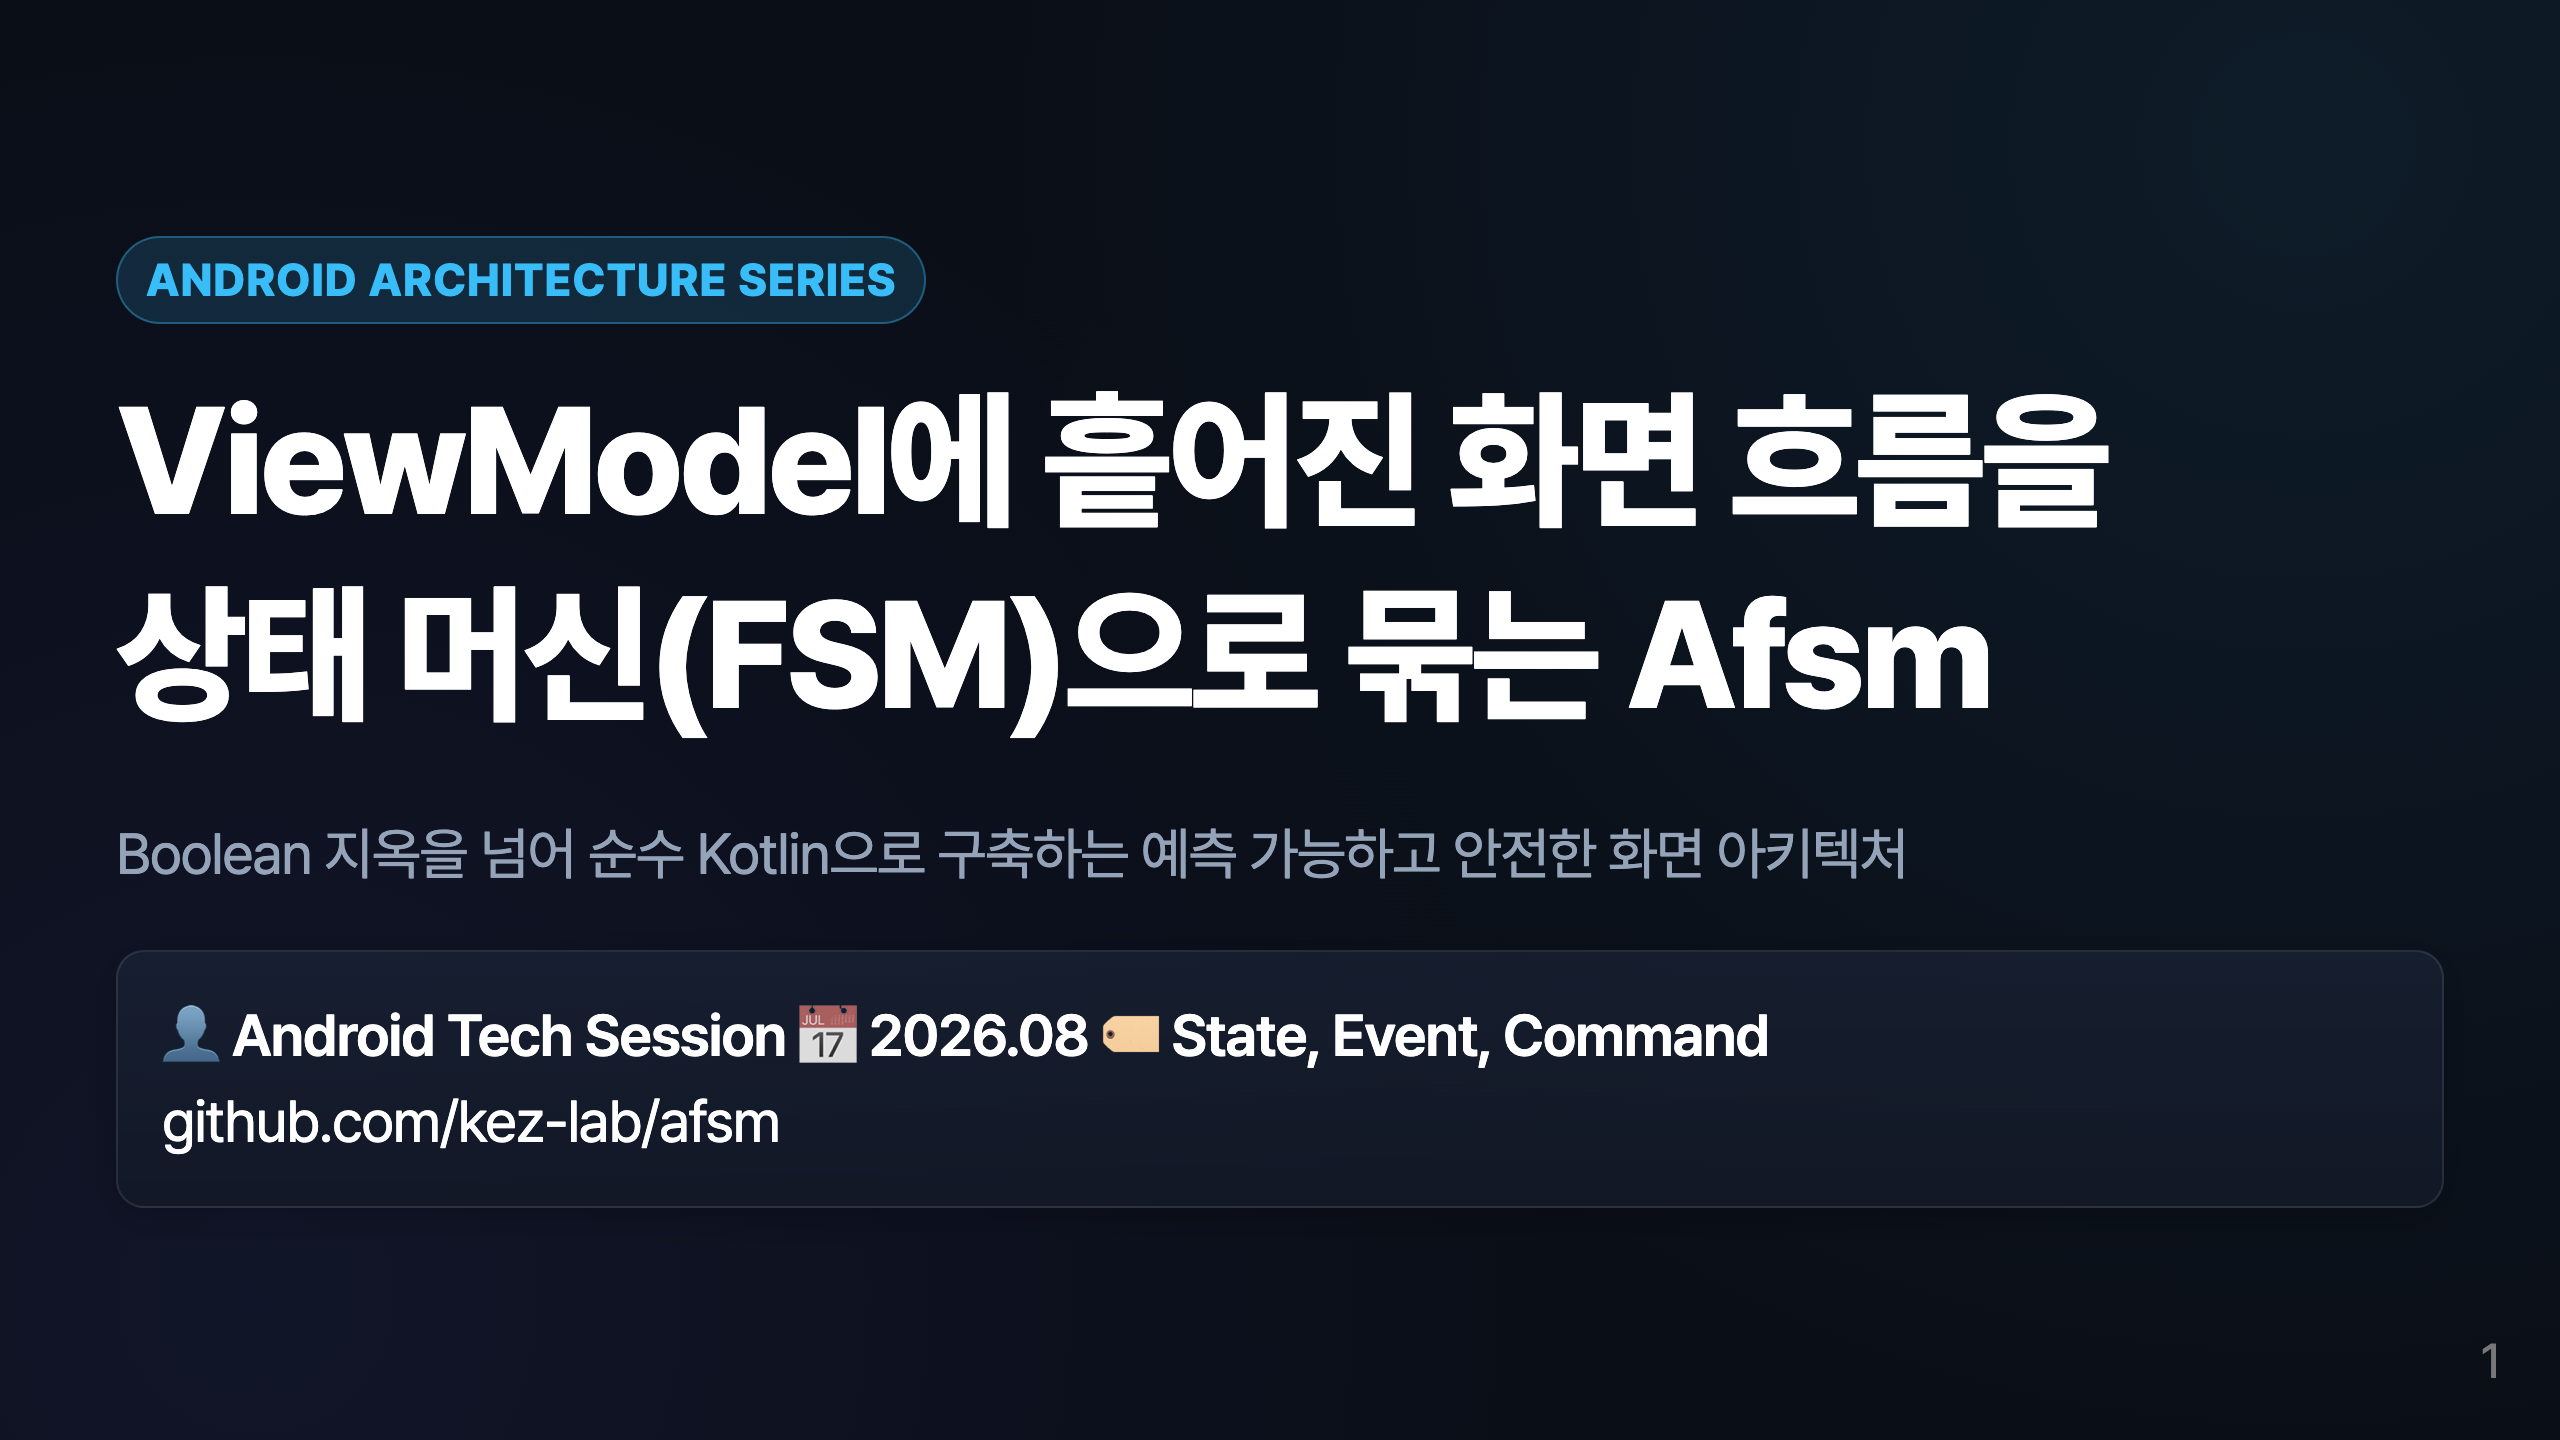 ANDROID ARCHITECTURE SERIES
ViewModel에 흩어진 화면 흐름을
상태 머신(FSM)으로 묶는 Afsm
Boolean 지옥을 넘어 순수 Kotlin으로 구축하는 예측 가능하고 안전한 화면 아키텍처
👤 Android Tech Session 📅 2026.08 🏷️ State, Event, Command
github.com/kez-lab/afsm
1